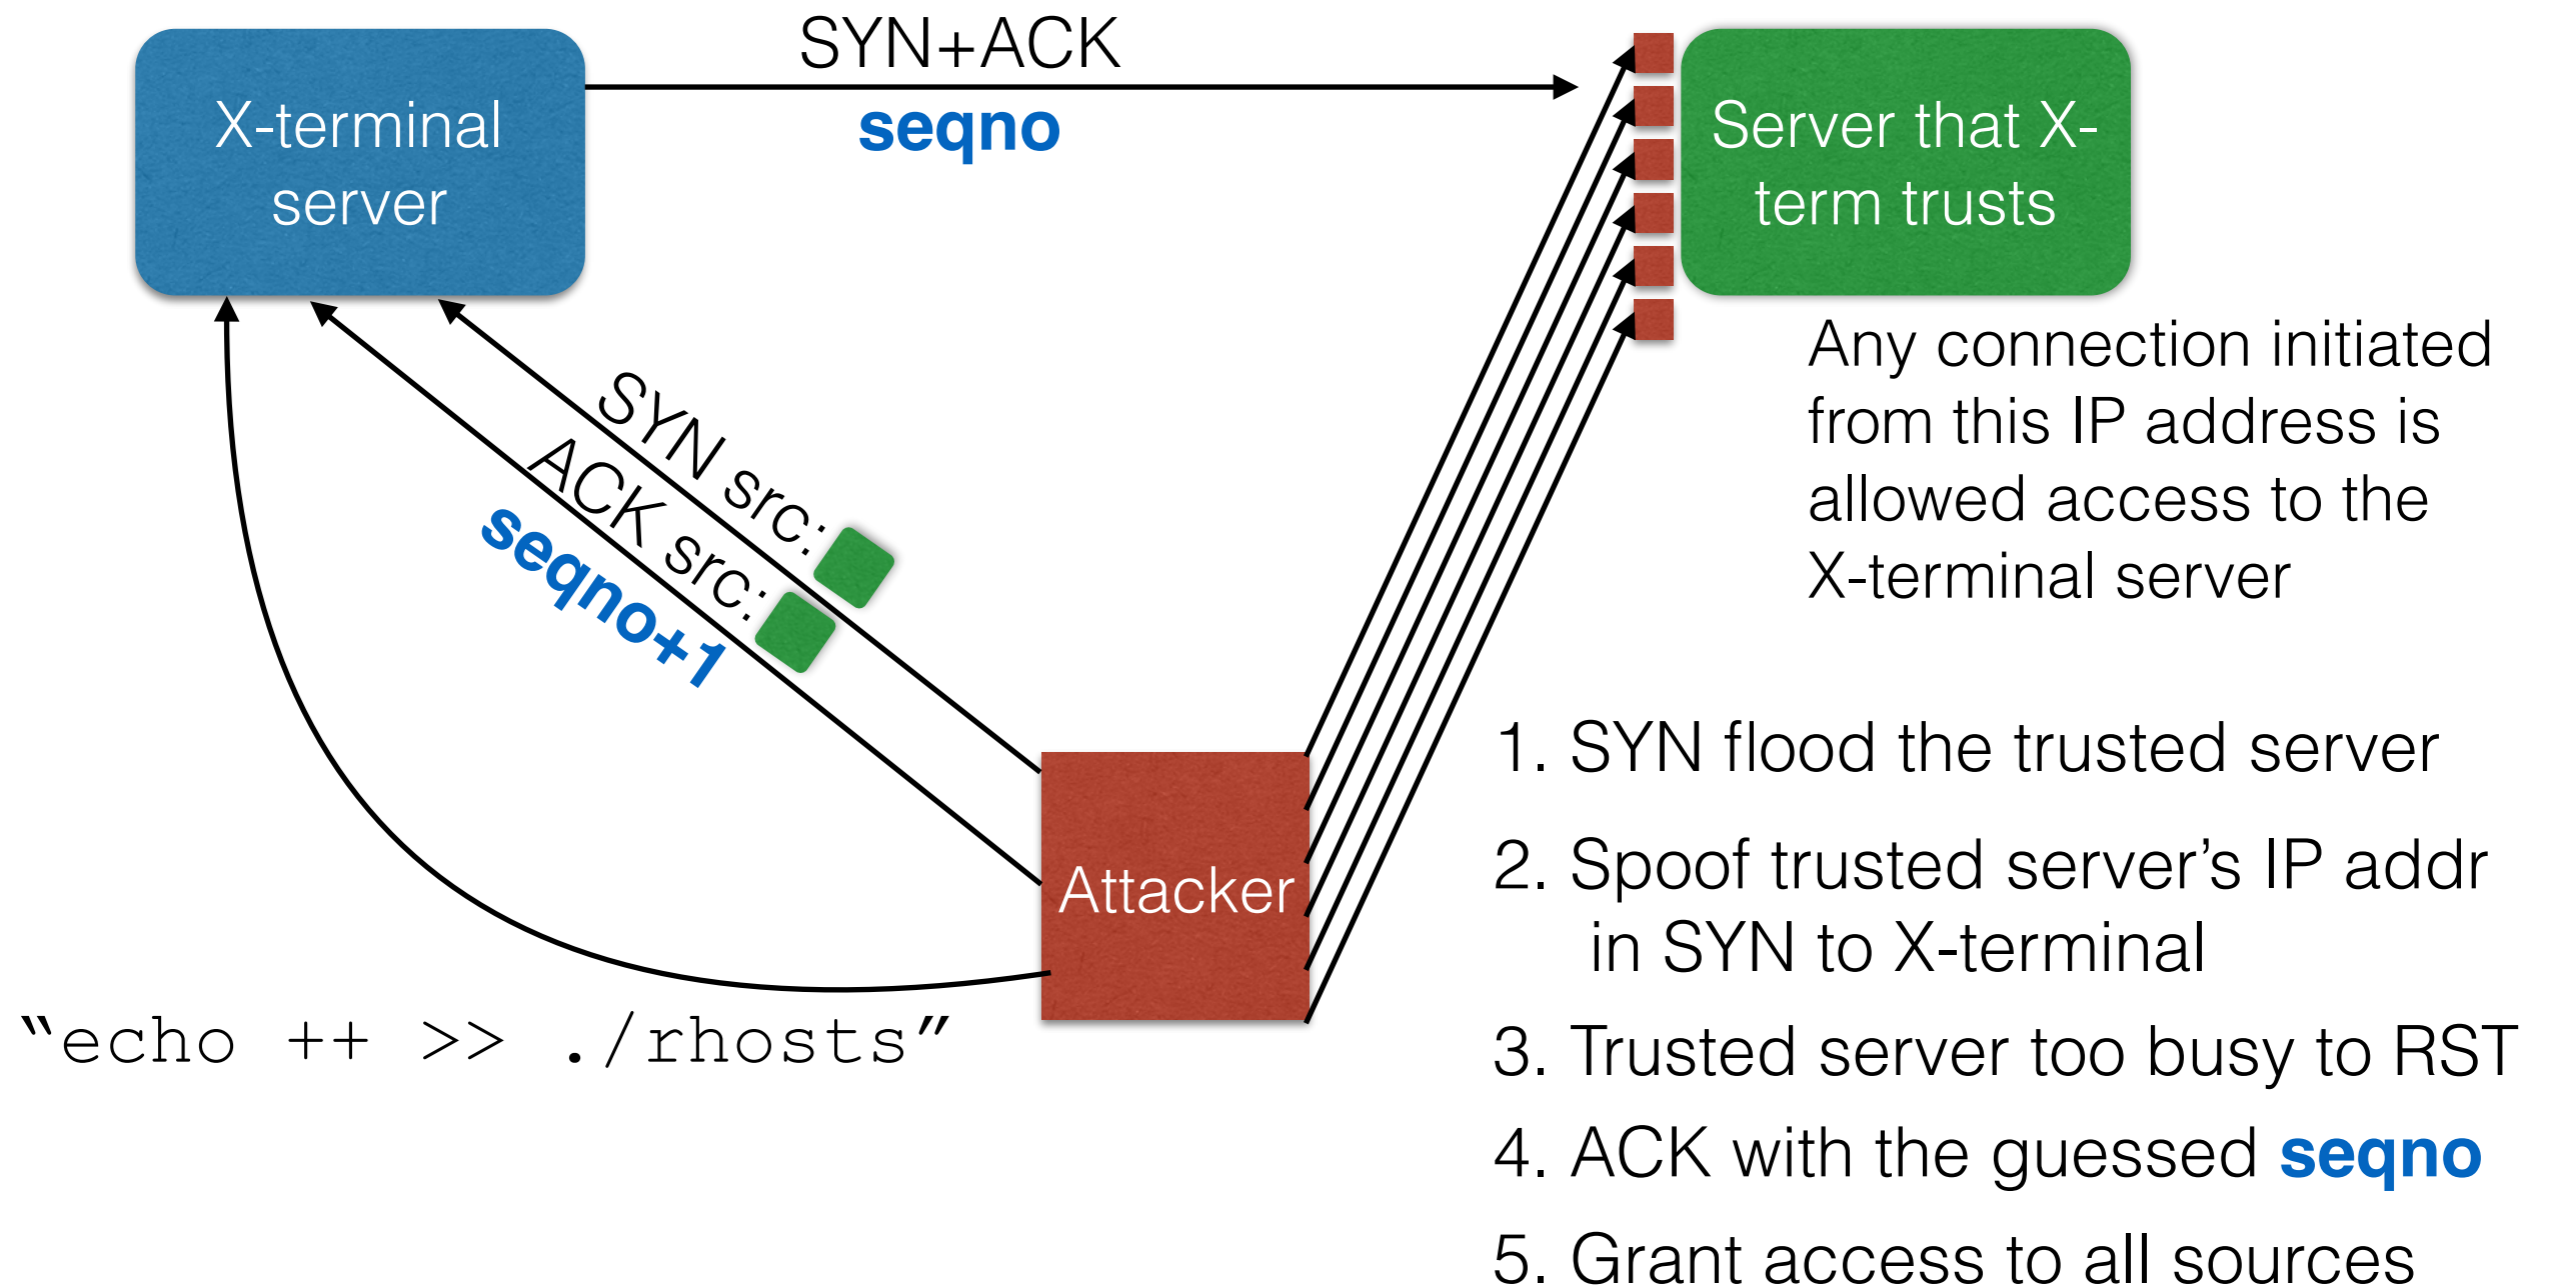 SYN+ACK
seqno
X-terminal
server
Server that X-
term trusts
Any connection initiated
from this IP address is
allowed access to the
X-terminal server
SYN src:
ACK src:
seqno+1
Attacker
“echo ++ >> ./rhosts”
1. SYN flood the trusted server
2. Spoof trusted server’s IP addr
in SYN to X-terminal
3. Trusted server too busy to RST
4. ACK with the guessed seqno
5. Grant access to all sources